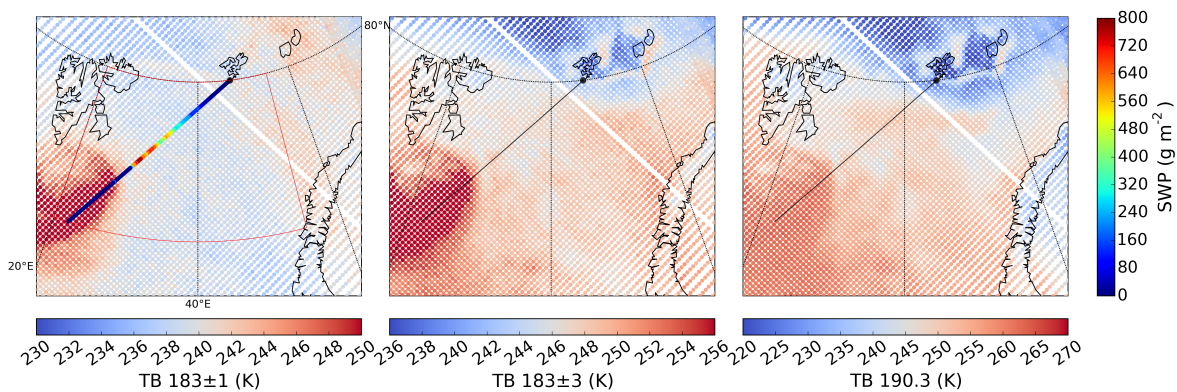 80°N
20°E
40°E
230 232 234 236 238 240 242 244 246 248 250
TB 183±1 (K)
236 238 240 242 244 246 248 250 252 254 256
TB 183±3 (K)
220 225 230 235 240 245 250 255 260 265 270
TB 190.3 (K)
800
720
640
560
480
400
320
240
160
80
0
SWP (g m⁻²)